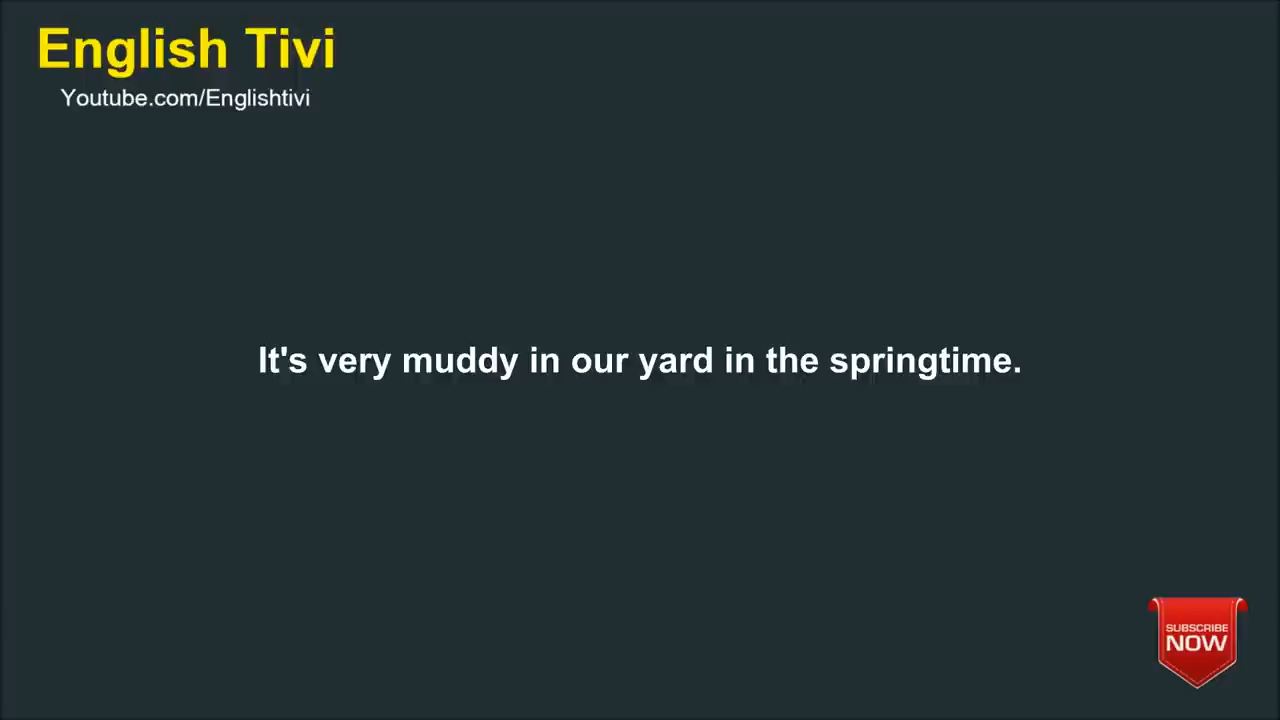 English Tivi
Youtube.com/Englishtivi
It's very muddy in our yard in the springtime.
SUBSCRIBE
NOW